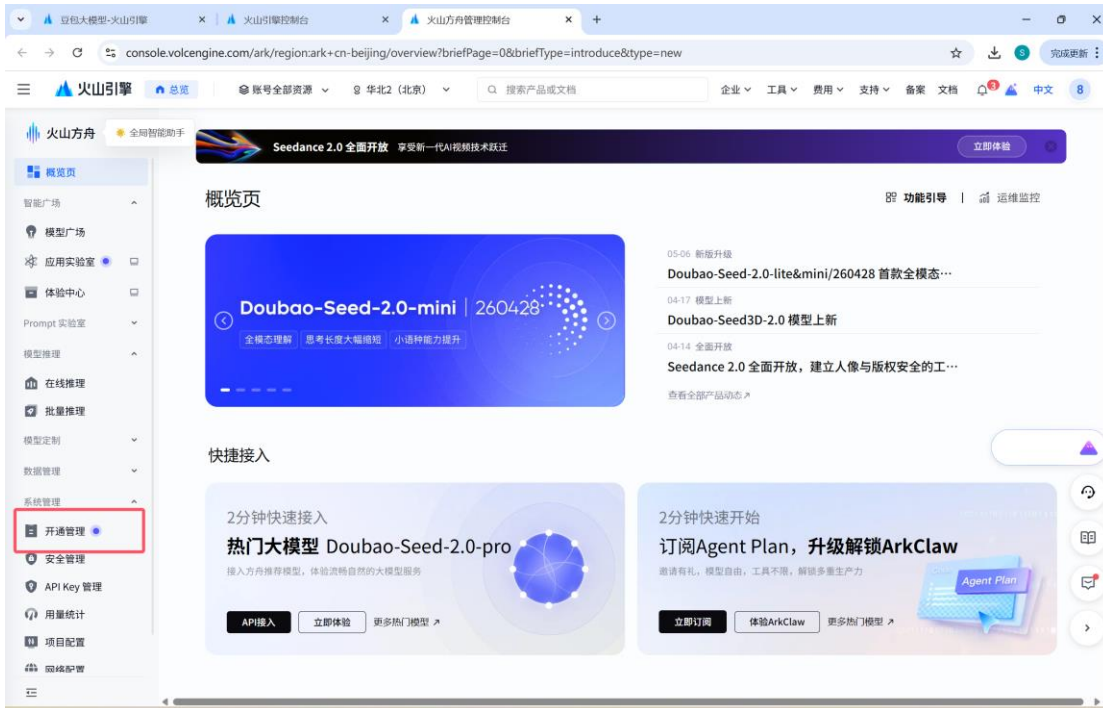 豆包大模型-火山引擎
火山引擎控制台
火山方舟管理控制台
console.volcengine.com/ark/region:ark+cn-beijing/overview?briefPage=0&briefType=introduce&type=new
S
完成更新
火山引擎
总览
账号全部资源
华北2（北京）
搜索产品或文档
企业
工具
费用
支持
备案
文档
3
中文
8
火山方舟
全局智能助手
Seedance 2.0 全面开放 享受新一代AI视频技术跃迁
立即体验
概览页
智能广场
模型广场
应用实验室
体验中心
Prompt 实验室
模型推理
在线推理
批量推理
模型定制
数据管理
系统管理
开通管理
安全管理
API Key 管理
用量统计
项目配置
网络配置
概览页
功能引导
运维监控
Doubao-Seed-2.0-mini | 260428
全模态理解
思考长度大幅缩短
小语种能力提升
05-06 新版升级
Doubao-Seed-2.0-lite&mini/260428 首款全模态…
04-17 模型上新
Doubao-Seed3D-2.0 模型上新
04-14 全面开放
Seedance 2.0 全面开放，建立人像与版权安全的工…
查看全部产品动态
快捷接入
2分钟快速接入
热门大模型 Doubao-Seed-2.0-pro
接入方舟推荐模型，体验流畅自然的大模型服务
API接入
立即体验
更多热门模型
2分钟快速开始
订阅Agent Plan，升级解锁ArkClaw
邀请有礼，模型自由，工具不限，解锁多重生产力
Agent Plan
立即订阅
体验ArkClaw
更多热门模型